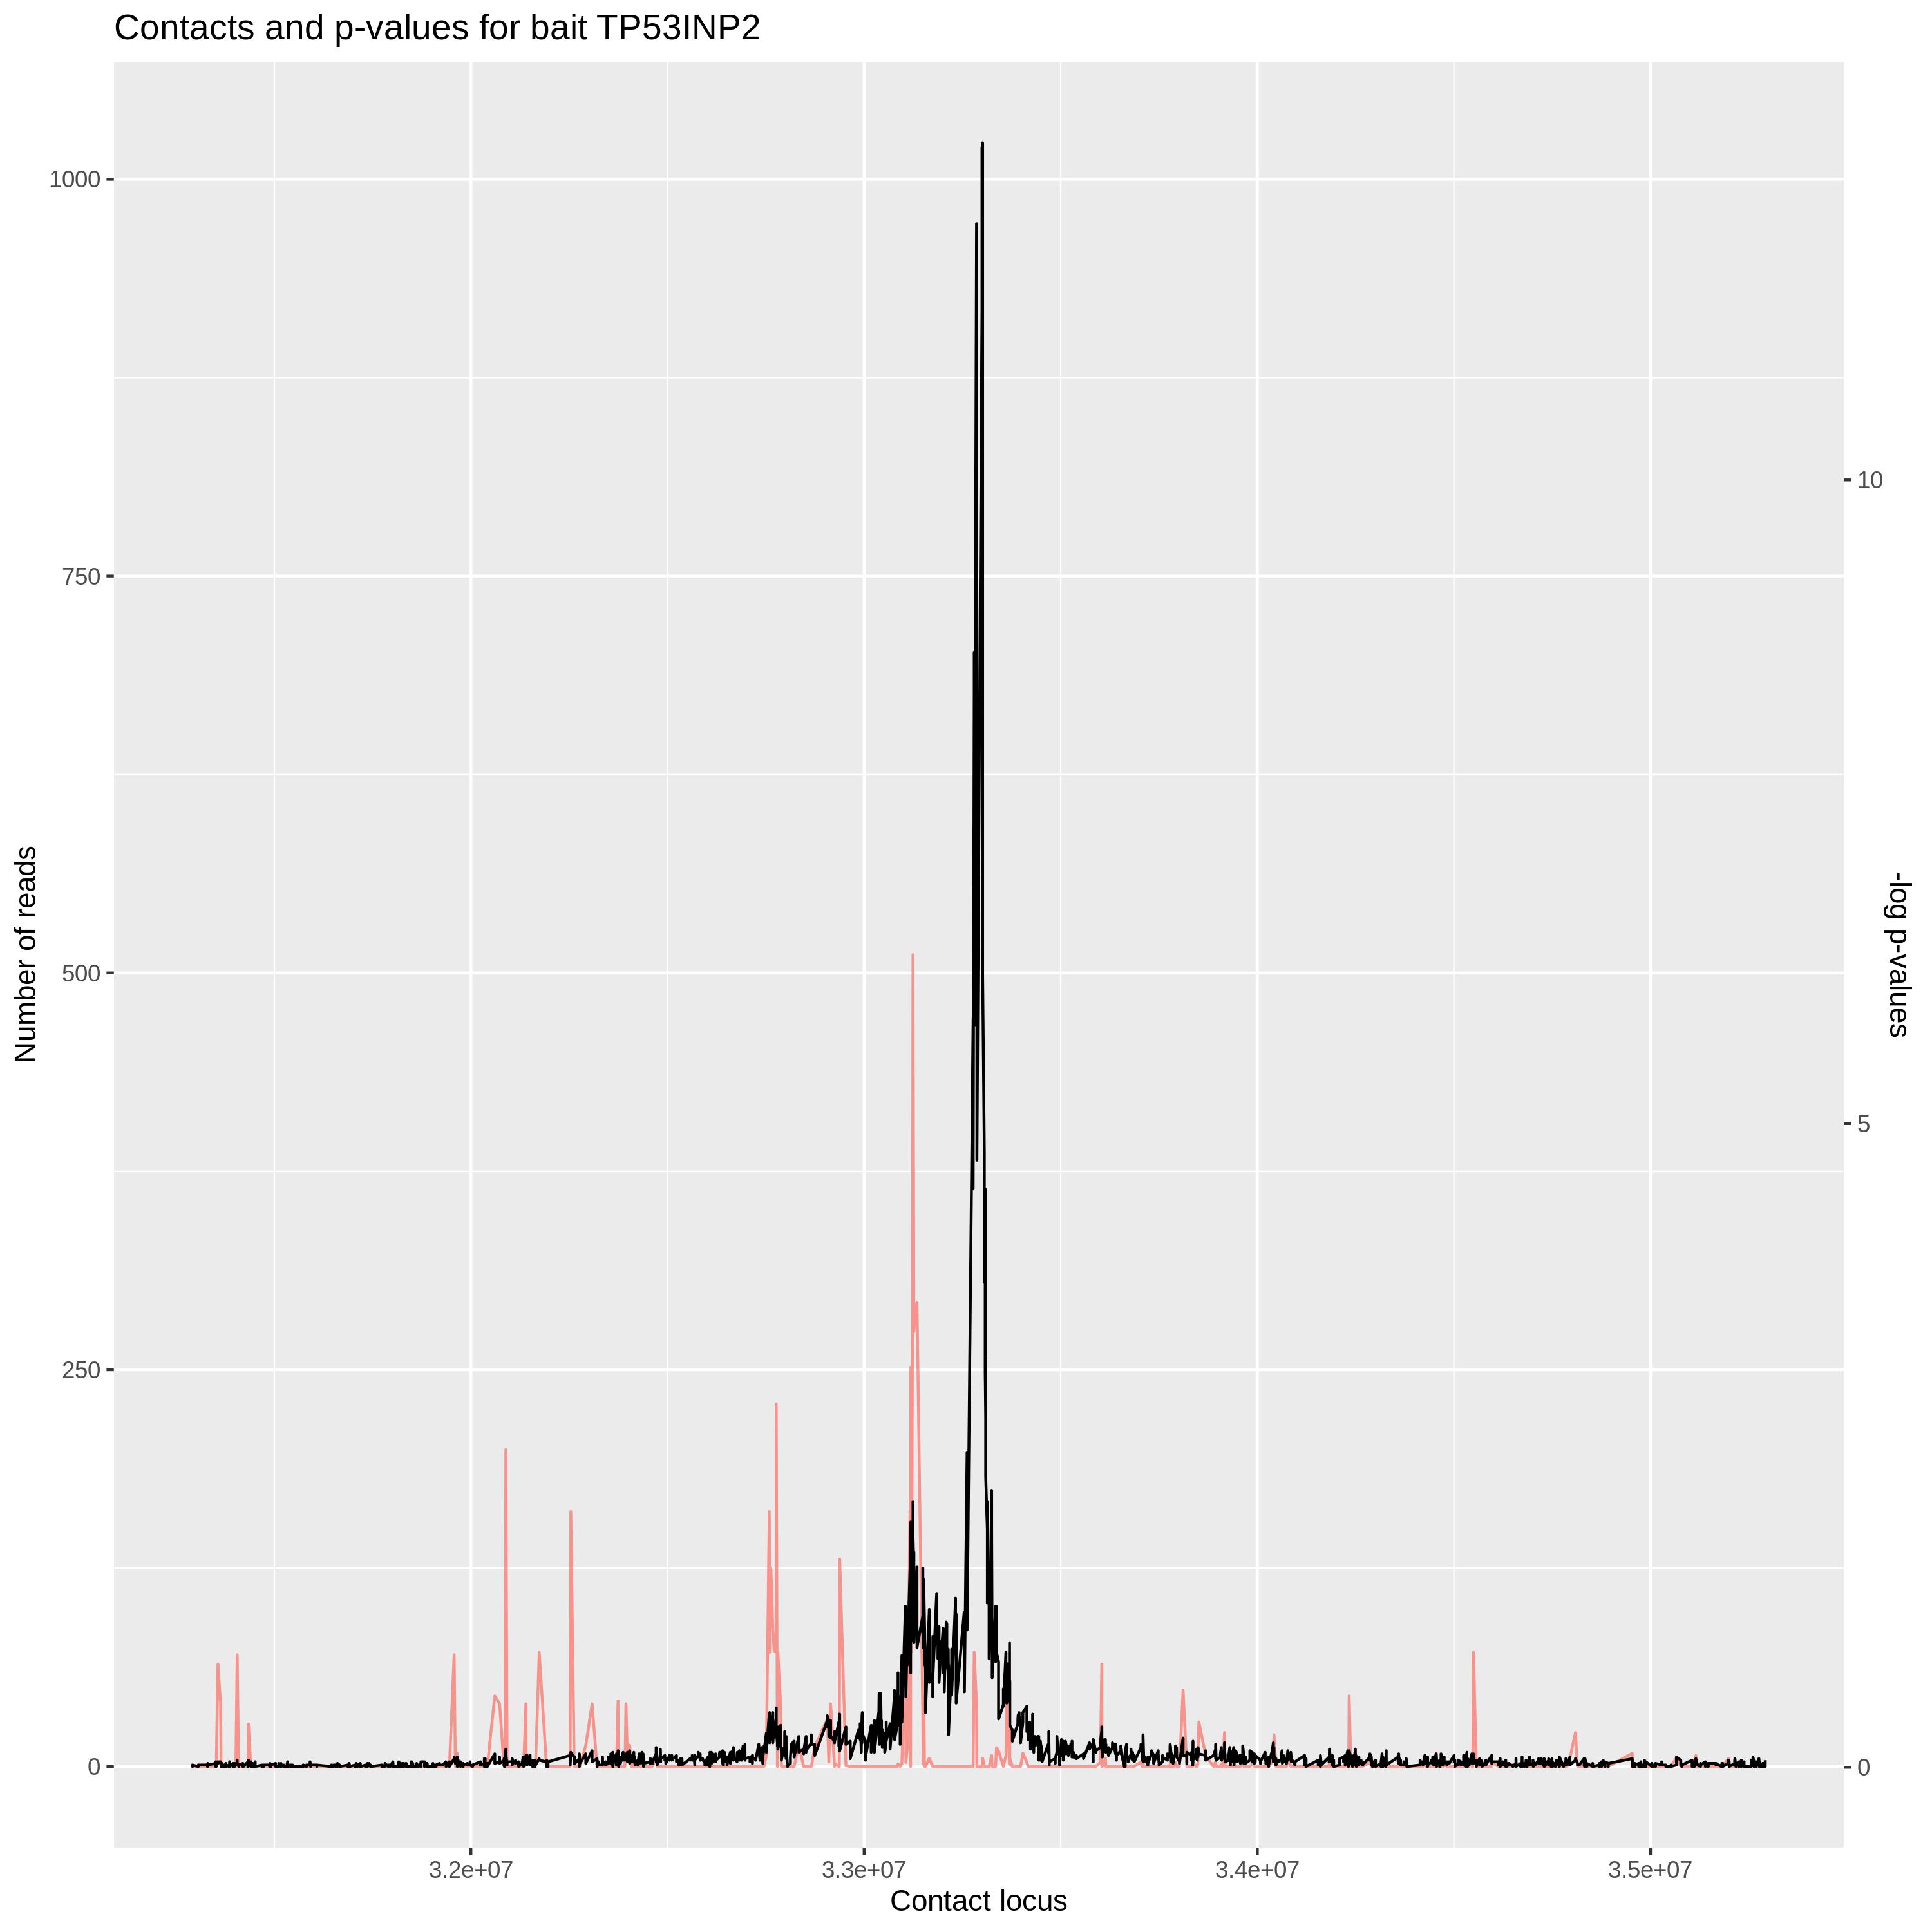 Contacts and p-values for bait TP53INP2
1000
750
500
250
0
10
5
0
Number of reads
-log p-values
3.2e+07
3.3e+07
3.4e+07
3.5e+07
Contact locus